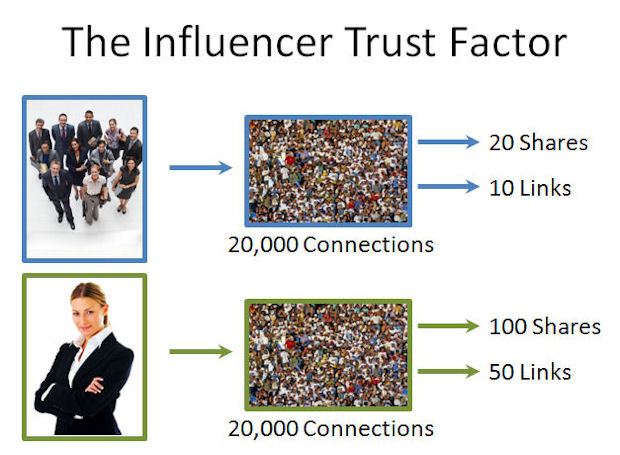 The Influencer Trust Factor
20 Shares
10 Links
20,000 Connections
100 Shares
50 Links
20,000 Connections